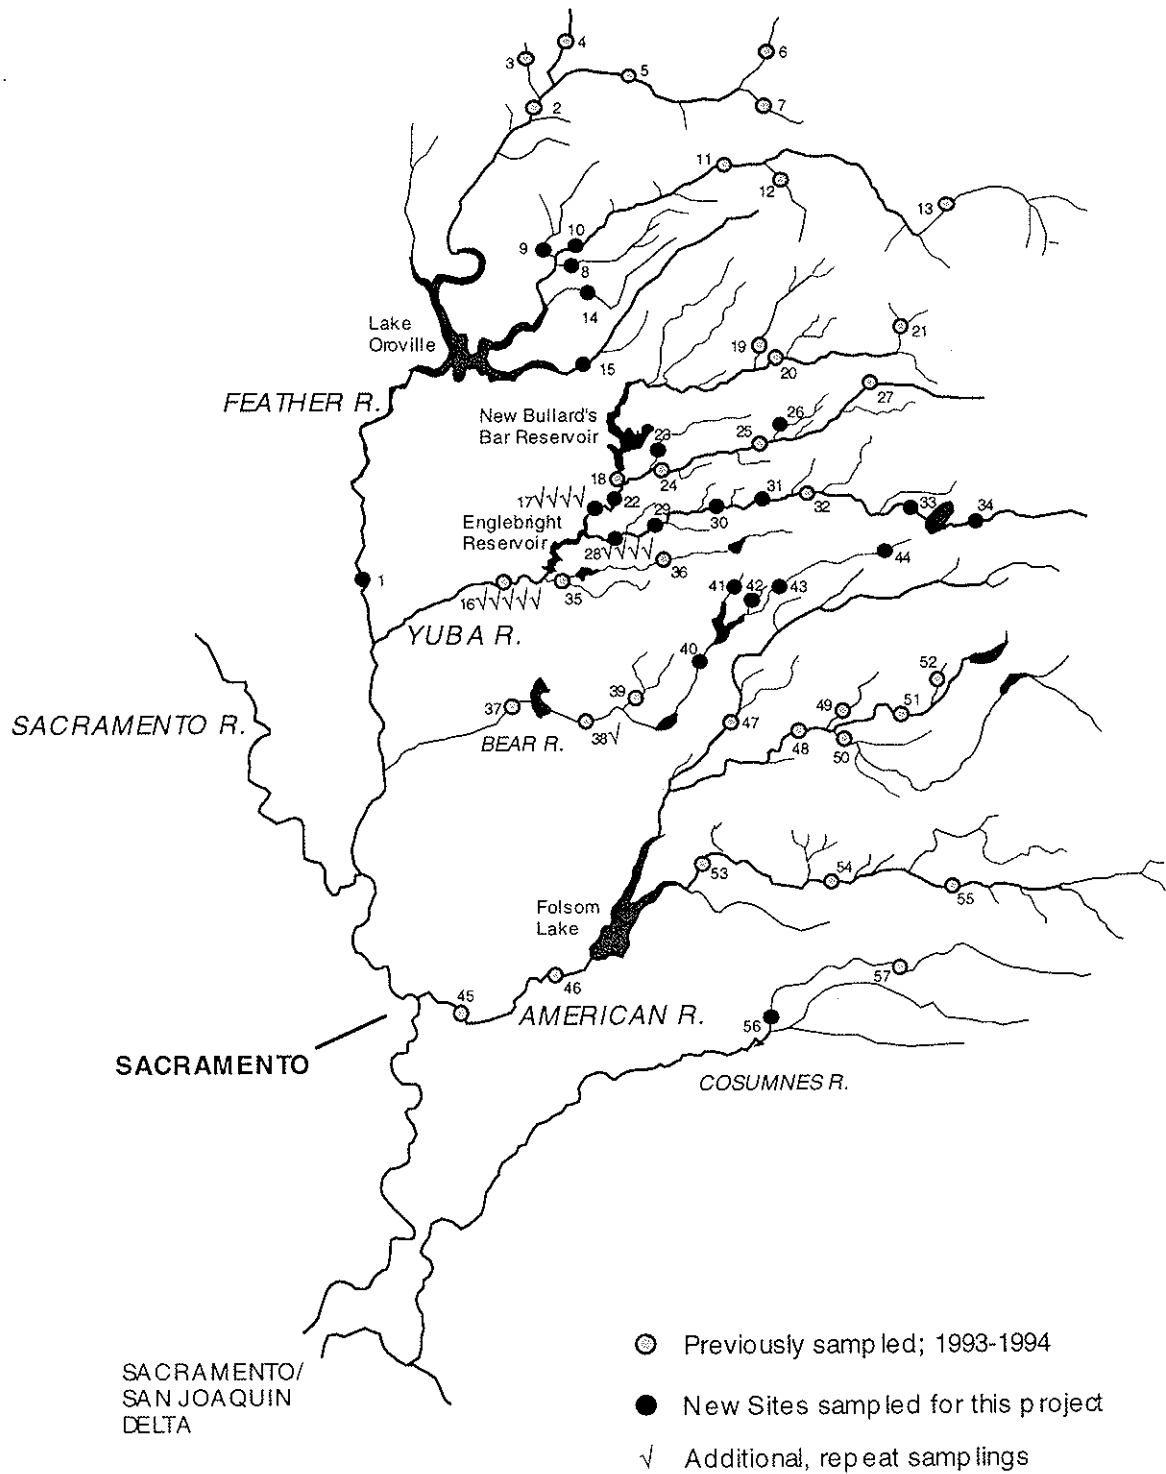 4
3
5
6
2
7
11
12
13
10
9
8
14
Lake
Oroville
15
19
20
21
FEATHER R.
27
New Bullard's
Bar Reservoir
26
23
25
18
24
17√√√√
22
31
32
33
34
Englebright
Reservoir
29
30
28√√√√
44
1
36
35
16√√√√√
41
42
43
YUBA R.
40
52
SACRAMENTO R.
37
39
49
51
38√
47
48
50
BEAR R.
53
54
55
Folsom
Lake
57
46
45
AMERICAN R.
56
SACRAMENTO
COSUMNES R.
Previously sampled; 1993-1994
SACRAMENTO/
SAN JOAQUIN
DELTA
New Sites sampled for this project
√ Additional, repeat samplings